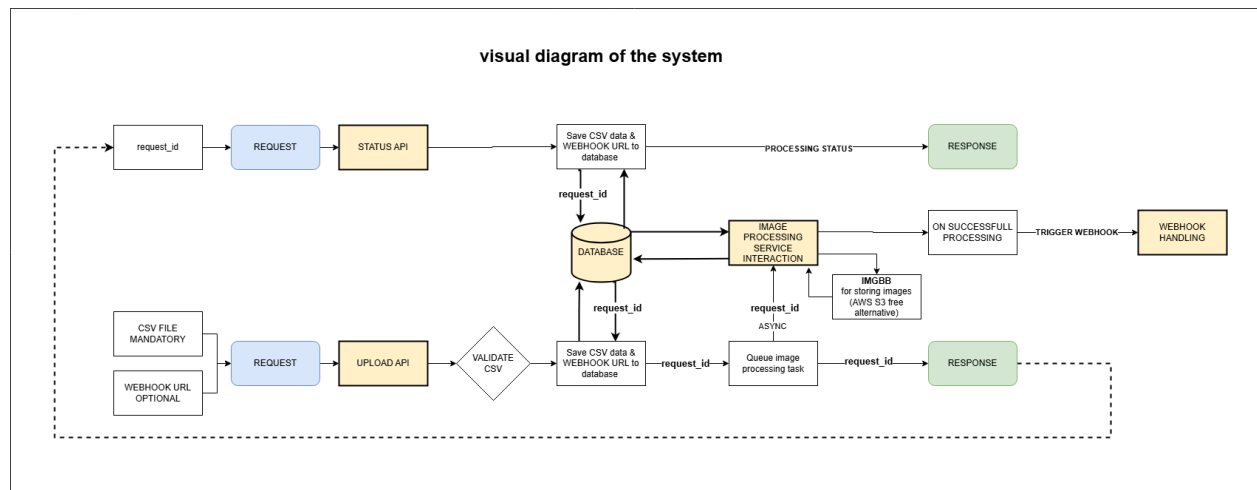 visual diagram of the system
request_id
REQUEST
STATUS API
Save CSV data &
WEBHOOK URL to
database
PROCESSING STATUS
RESPONSE
request_id
DATABASE
IMAGE
PROCESSING
SERVICE
INTERACTION
ON SUCCESSFULL
PROCESSING
TRIGGER WEBHOOK
WEBHOOK
HANDLING
IMGBB
for storing images
(AWS S3 free
alternative)
request_id
request_id
ASYNC
CSV FILE
MANDATORY
WEBHOOK URL
OPTIONAL
REQUEST
UPLOAD API
VALIDATE
CSV
Save CSV data &
WEBHOOK URL to
database
request_id
Queue image
processing task
request_id
RESPONSE